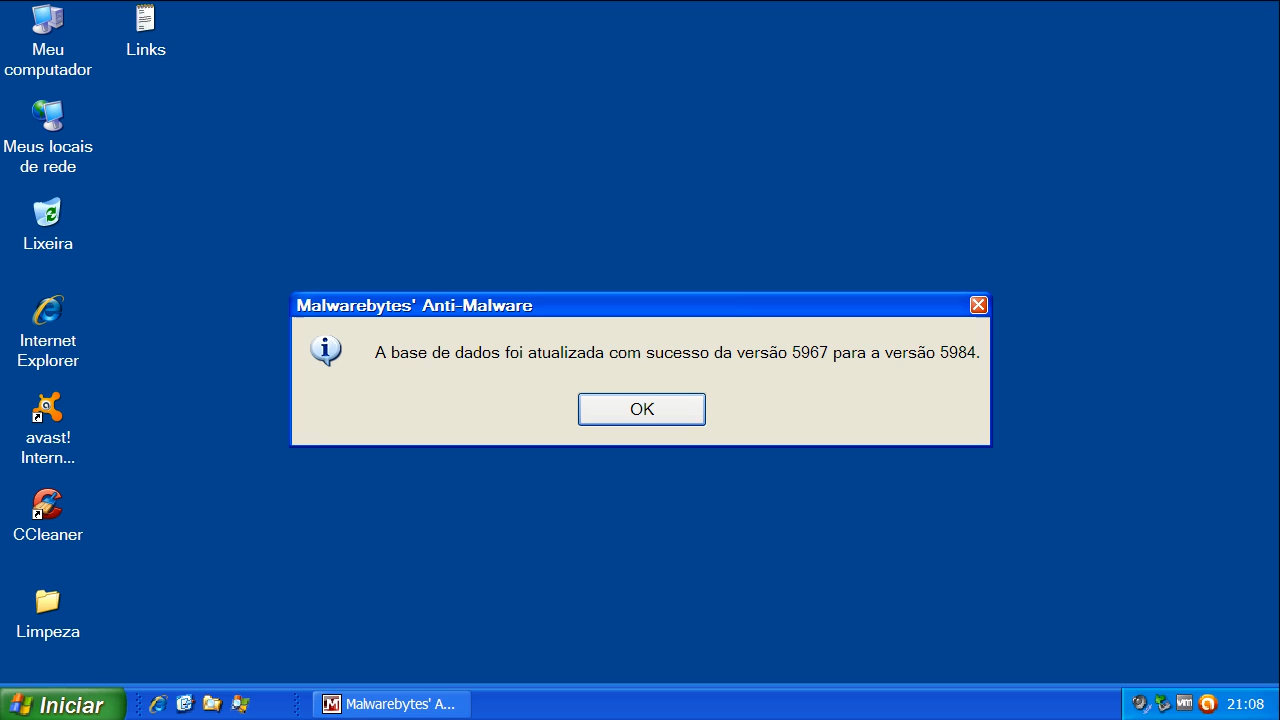 Meu
computador
Links
Meus locais
de rede
Lixeira
Internet
Explorer
avast!
Intern...
CCleaner
Limpeza
Malwarebytes' Anti-Malware
A base de dados foi atualizada com sucesso da versão 5967 para a versão 5984.
OK
Iniciar
Malwarebytes' A...
21:08